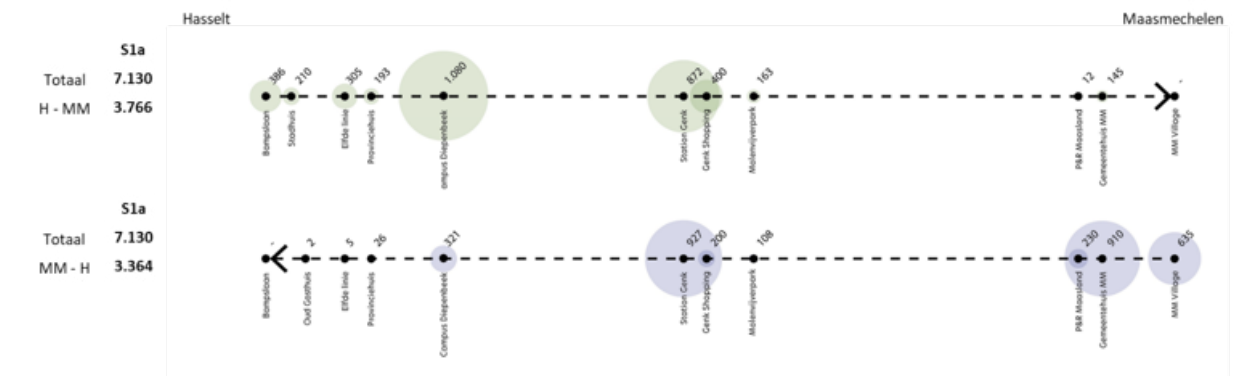 Hasselt Maasmechelen
S1a
Totaal 7.130
H - MM 3.766
386 210 305 193 1.080 872 400 163 12 145 -
Bampslaan Stadhuis Elfde linie Provinciehuis ompus Diepenbeek Station Genk Genk Shopping Molenvijverpark P&R Maasland Gemeentehuis MM MM Village
S1a
Totaal 7.130
MM - H 3.364
- 2 5 26 321 927 200 108 230 910 635
Bampslaan Oud Gasthuis Elfde linie Provinciehuis Campus Diepenbeek Station Genk Genk Shopping Molenvijverpark P&R Maasland Gemeentehuis MM MM Village